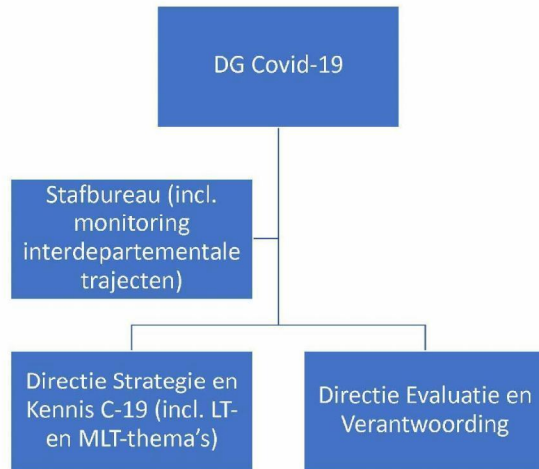 DG Covid-19
Stafbureau (incl.
monitoring
interdepartementale
trajecten)
Directie Strategie en
Kennis C-19 (incl. LT-
en MLT-thema's)
Directie Evaluatie en
Verantwoording